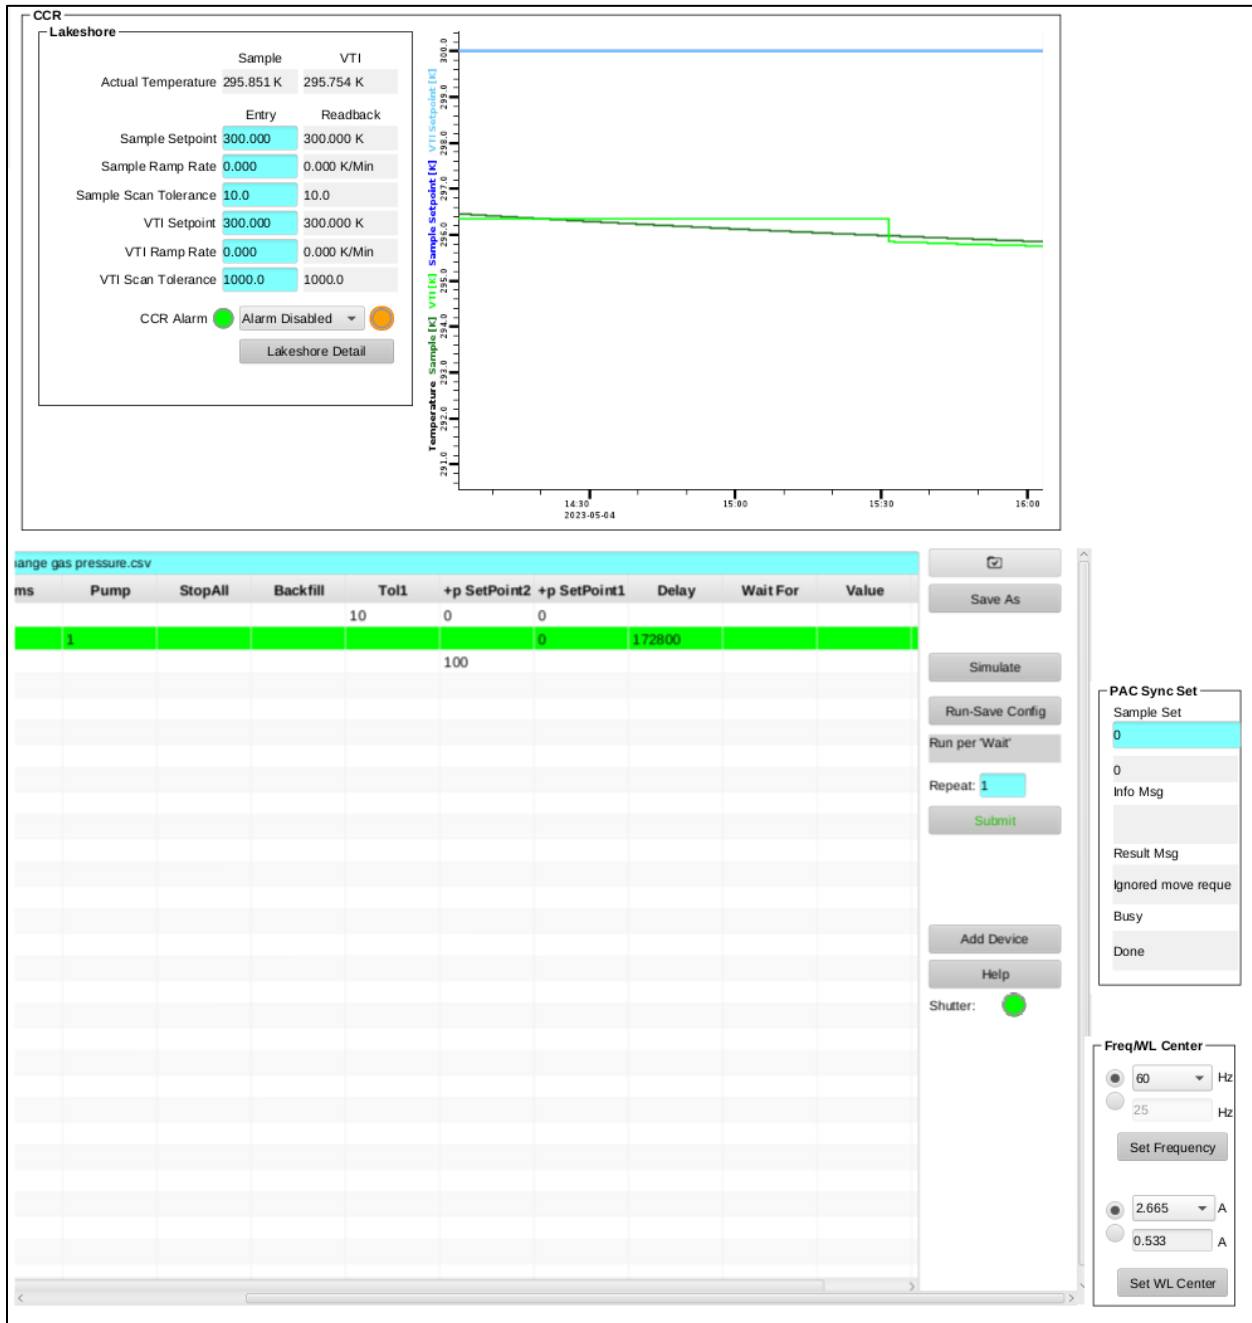 CCR
Lakeshore
Sample VTI
Actual Temperature 295.851 K 295.754 K
Entry Readback
Sample Setpoint 300.000 300.000 K
Sample Ramp Rate 0.000 0.000 K/Min
Sample Scan Tolerance 10.0 10.0
VTI Setpoint 300.000 300.000 K
VTI Ramp Rate 0.000 0.000 K/Min
VTI Scan Tolerance 1000.0 1000.0
CCR Alarm Alarm Disabled
Lakeshore Detail
Temperature Sample [K] VTI [K] Sample Setpoint [K] VTI Setpoint [K]
300.0
299.0
298.0
297.0
296.0
295.0
294.0
293.0
292.0
291.0
14:30 15:00 15:30 16:00
2023-05-04
ange gas pressure.csv
ms Pump StopAll Backfill Tol1 +p SetPoint2 +p SetPoint1 Delay Wait For Value
10 0 0
1 0 172800
100
Save As
Simulate
Run-Save Config
Run per 'Wait'
Repeat: 1
Submit
Add Device
Help
Shutter:
PAC Sync Set
Sample Set
0
0
Info Msg
Result Msg
Ignored move reque
Busy
Done
Freq/WL Center
60 Hz
25 Hz
Set Frequency
2.665 A
0.533 A
Set WL Center